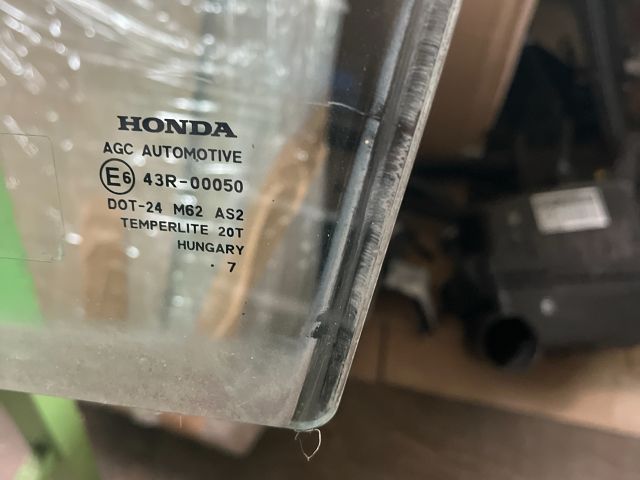 HONDA
AGC AUTOMOTIVE
E6 43R-00050
DOT-24 M62 AS2
TEMPERLITE 20T
HUNGARY
· 7